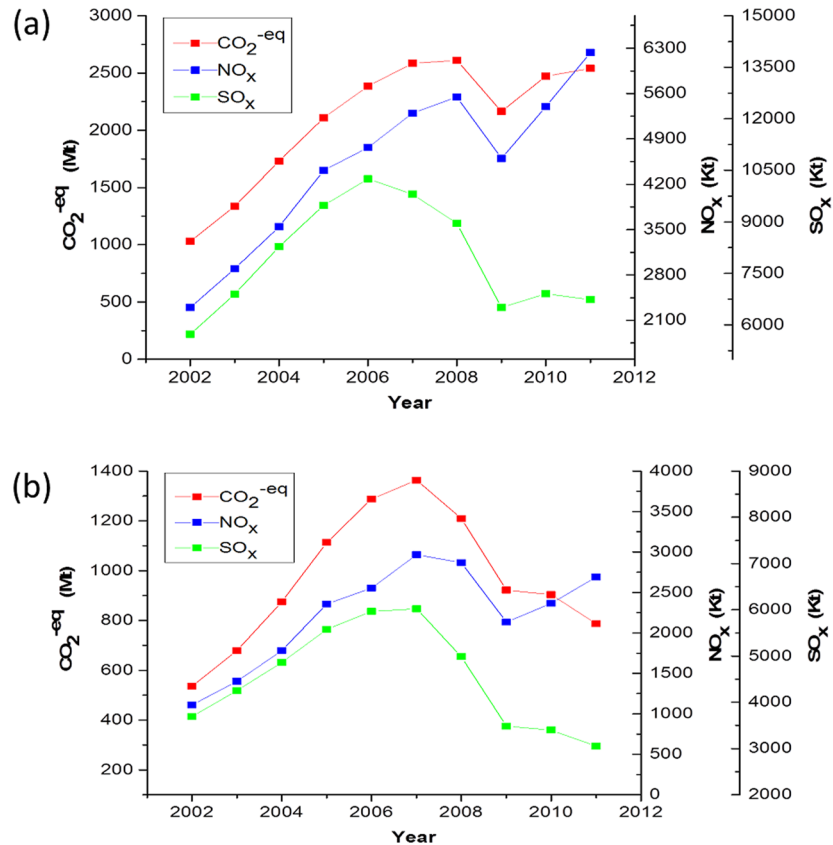 (a)
CO2-eq
NOx
SOx
3000
2500
2000
1500
1000
500
0
CO2-eq (Mt)
2002 2004 2006 2008 2010 2012
Year
6300
5600
4900
4200
3500
2800
2100
NOx (Kt)
15000
13500
12000
10500
9000
7500
6000
SOx (Kt)
(b)
CO2-eq
NOx
SOx
1400
1200
1000
800
600
400
200
CO2-eq (Mt)
2002 2004 2006 2008 2010 2012
Year
4000
3500
3000
2500
2000
1500
1000
500
0
NOx (Kt)
9000
8000
7000
6000
5000
4000
3000
2000
SOx (Kt)